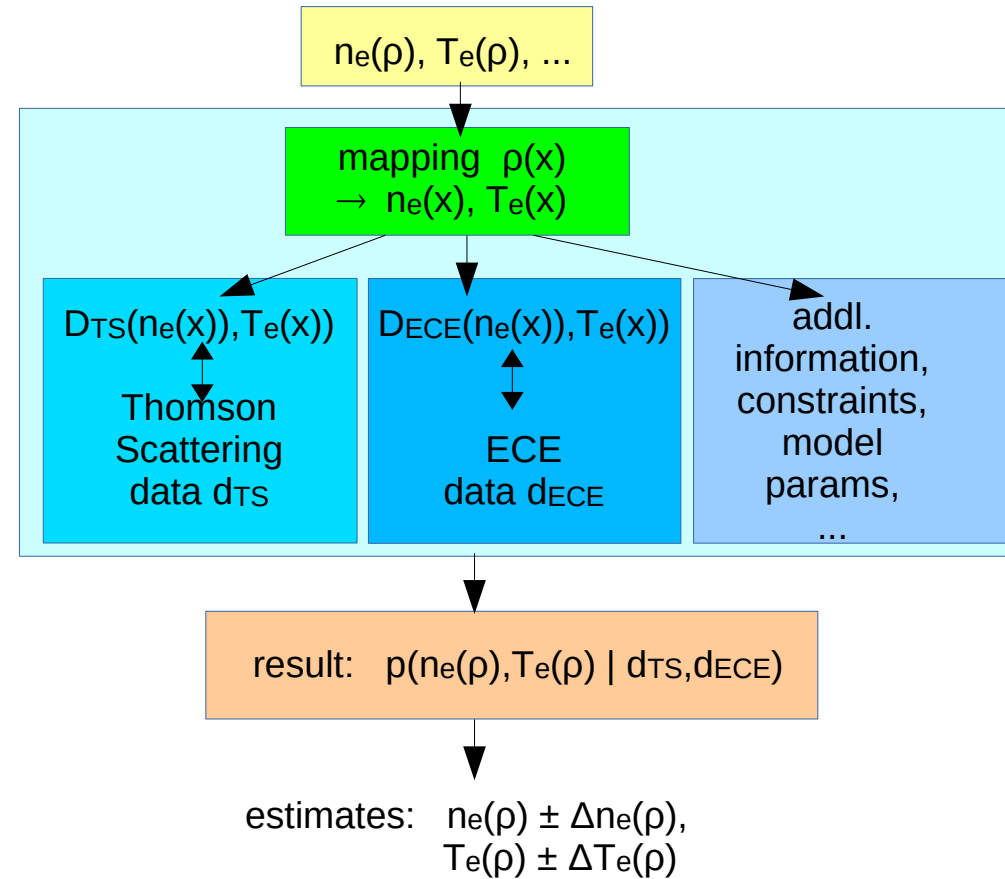 ne(ρ), Te(ρ), ...
mapping ρ(x)
→ ne(x), Te(x)
DTS(ne(x)),Te(x))
Thomson
Scattering
data dTS
DECE(ne(x)),Te(x))
ECE
data dECE
addl.
information,
constraints,
model
params,
...
result: p(ne(ρ),Te(ρ) | dTS,dECE)
estimates: ne(ρ) ± Δne(ρ),
Te(ρ) ± ΔTe(ρ)